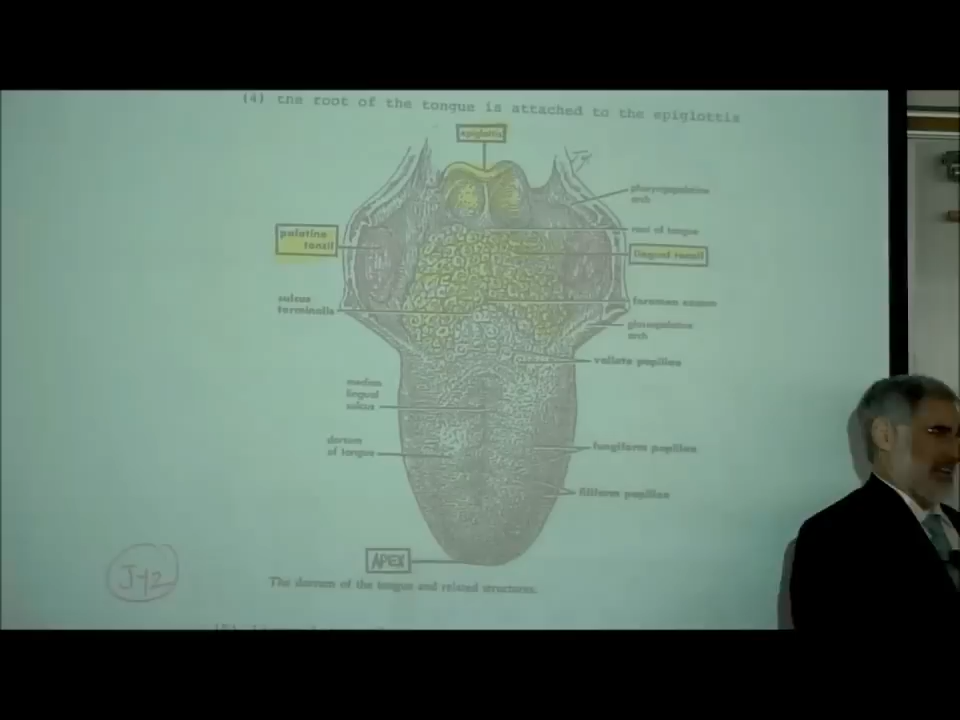 (4) the root of the tongue is attached to the epiglottis
epiglottis
pharyngopalatine
arch
root of tongue
palatine
tonsil
lingual tonsil
sulcus
terminalis
foramen cecum
glossopalatine
arch
vallate papillae
median
lingual
sulcus
dorsum
of tongue
fungiform papillae
filiform papillae
APEX
The dorsum of the tongue and related structures.
J-42